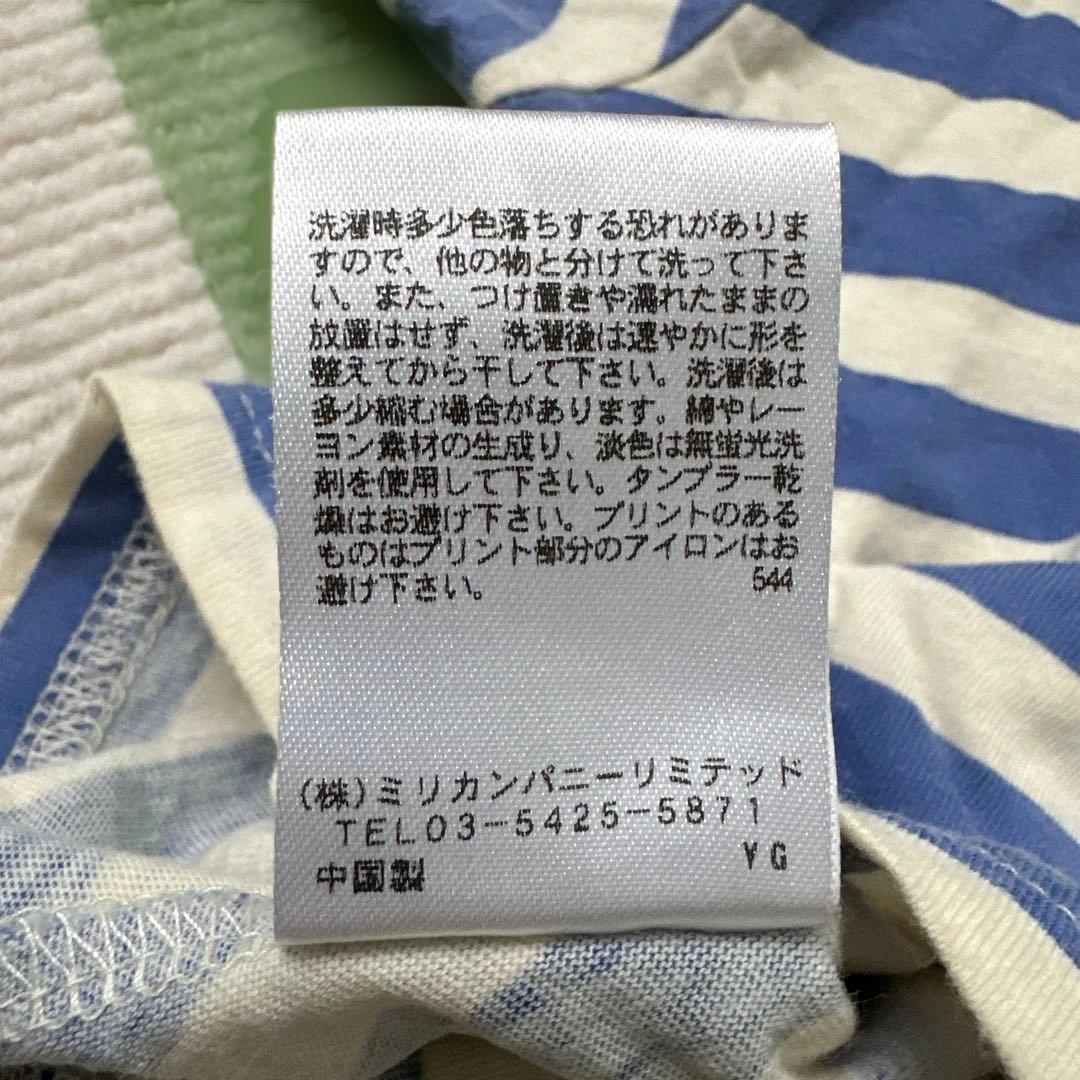 洗濯時多少色落ちする恐れがありま
すので、他の物と分けて洗って下さ
い。また、つけ置きや濡れたままの
放置はせず、洗濯後は速やかに形を
整えてから干して下さい。洗濯後は
多少縮む場合があります。綿やレー
ヨン素材の生成り、淡色は無蛍光洗
剤を使用して下さい。タンブラー乾
燥はお避け下さい。プリントのある
ものはプリント部分のアイロンはお
避け下さい。 544
(株)ミリカンパニーリミテッド
TEL03-5425-5871
YG
中国製